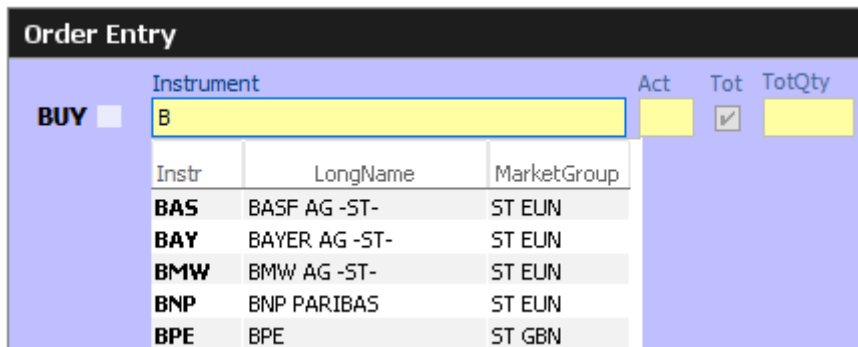 Order Entry
Instrument Act Tot TotQty
BUY B
Instr LongName MarketGroup
BAS BASF AG -ST- ST EUN
BAY BAYER AG -ST- ST EUN
BMW BMW AG -ST- ST EUN
BNP BNP PARIBAS ST EUN
BPE BPE ST GBN